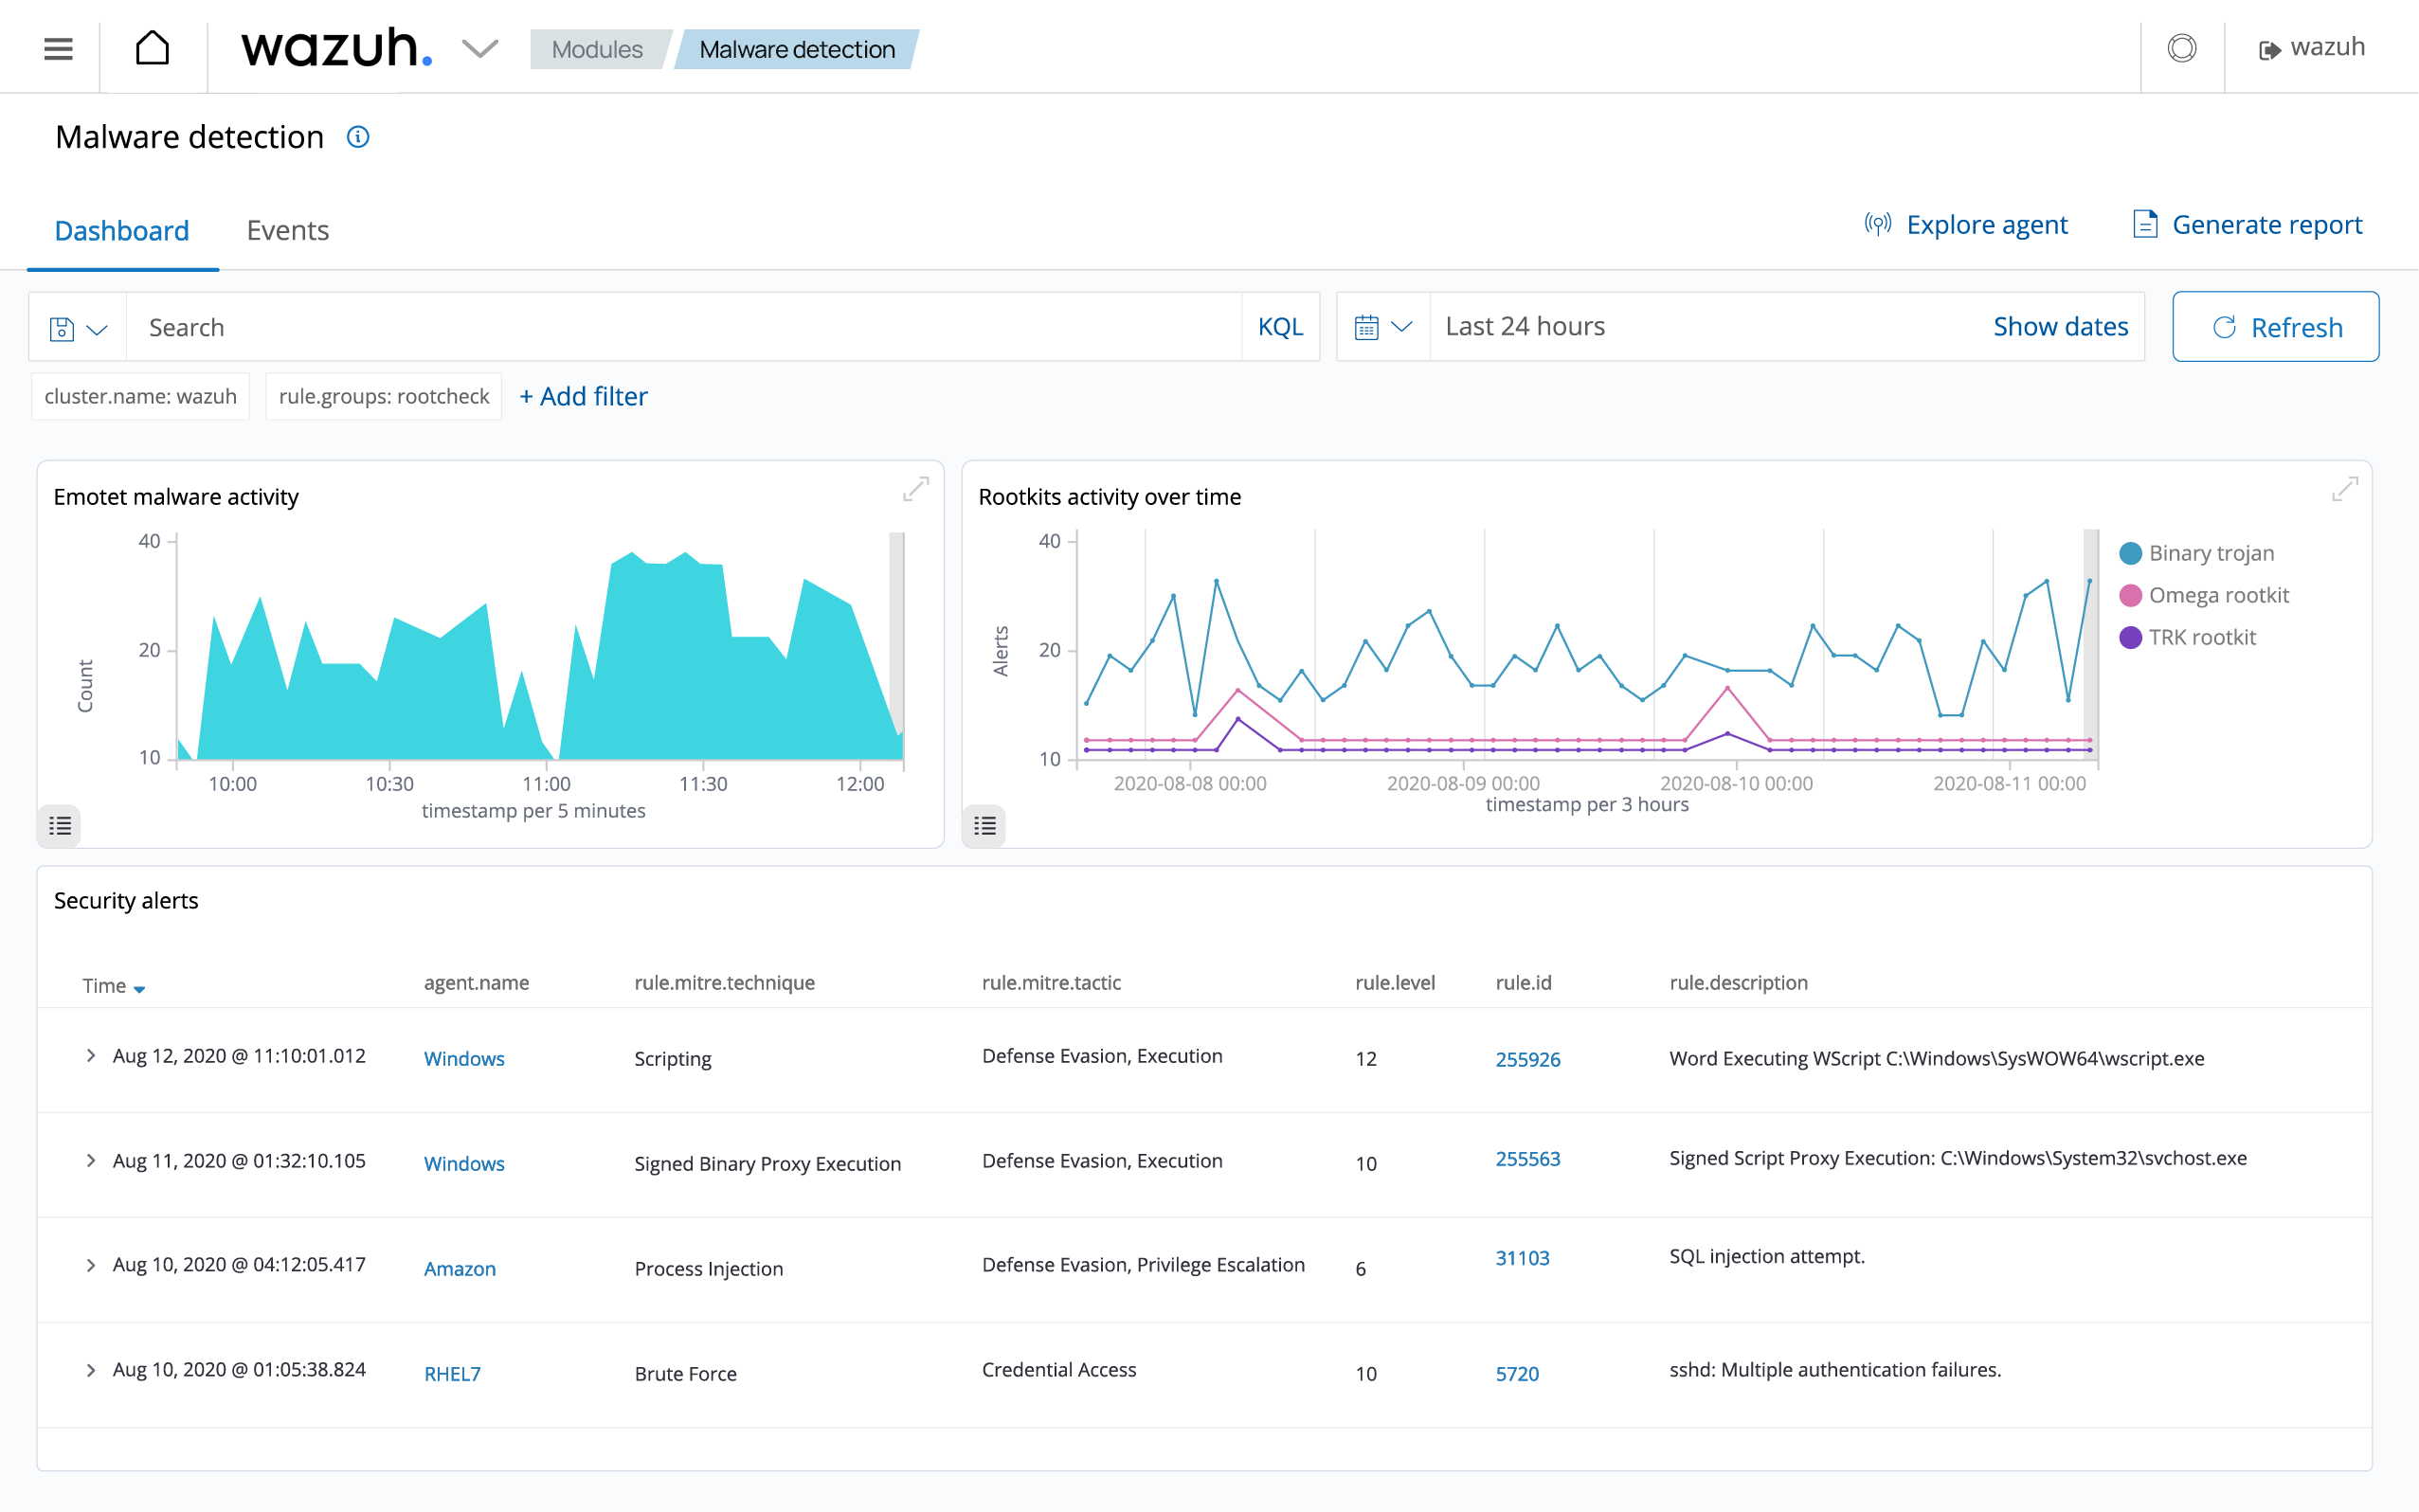 wazuh.
Modules
Malware detection
wazuh
Malware detection
Dashboard
Events
Explore agent
Generate report
Search
KQL
Last 24 hours
Show dates
Refresh
cluster.name: wazuh
rule.groups: rootcheck
+ Add filter
Emotet malware activity
40
20
10
Count
10:00
10:30
11:00
11:30
12:00
timestamp per 5 minutes
Rootkits activity over time
40
20
10
Alerts
2020-08-08 00:00
2020-08-09 00:00
2020-08-10 00:00
2020-08-11 00:00
timestamp per 3 hours
Binary trojan
Omega rootkit
TRK rootkit
Security alerts
Time agent.name rule.mitre.technique rule.mitre.tactic rule.level rule.id rule.description
Aug 12, 2020 @ 11:10:01.012 Windows Scripting Defense Evasion, Execution 12 255926 Word Executing WScript C:\Windows\SysWOW64\wscript.exe
Aug 11, 2020 @ 01:32:10.105 Windows Signed Binary Proxy Execution Defense Evasion, Execution 10 255563 Signed Script Proxy Execution: C:\Windows\System32\svchost.exe
Aug 10, 2020 @ 04:12:05.417 Amazon Process Injection Defense Evasion, Privilege Escalation 6 31103 SQL injection attempt.
Aug 10, 2020 @ 01:05:38.824 RHEL7 Brute Force Credential Access 10 5720 sshd: Multiple authentication failures.